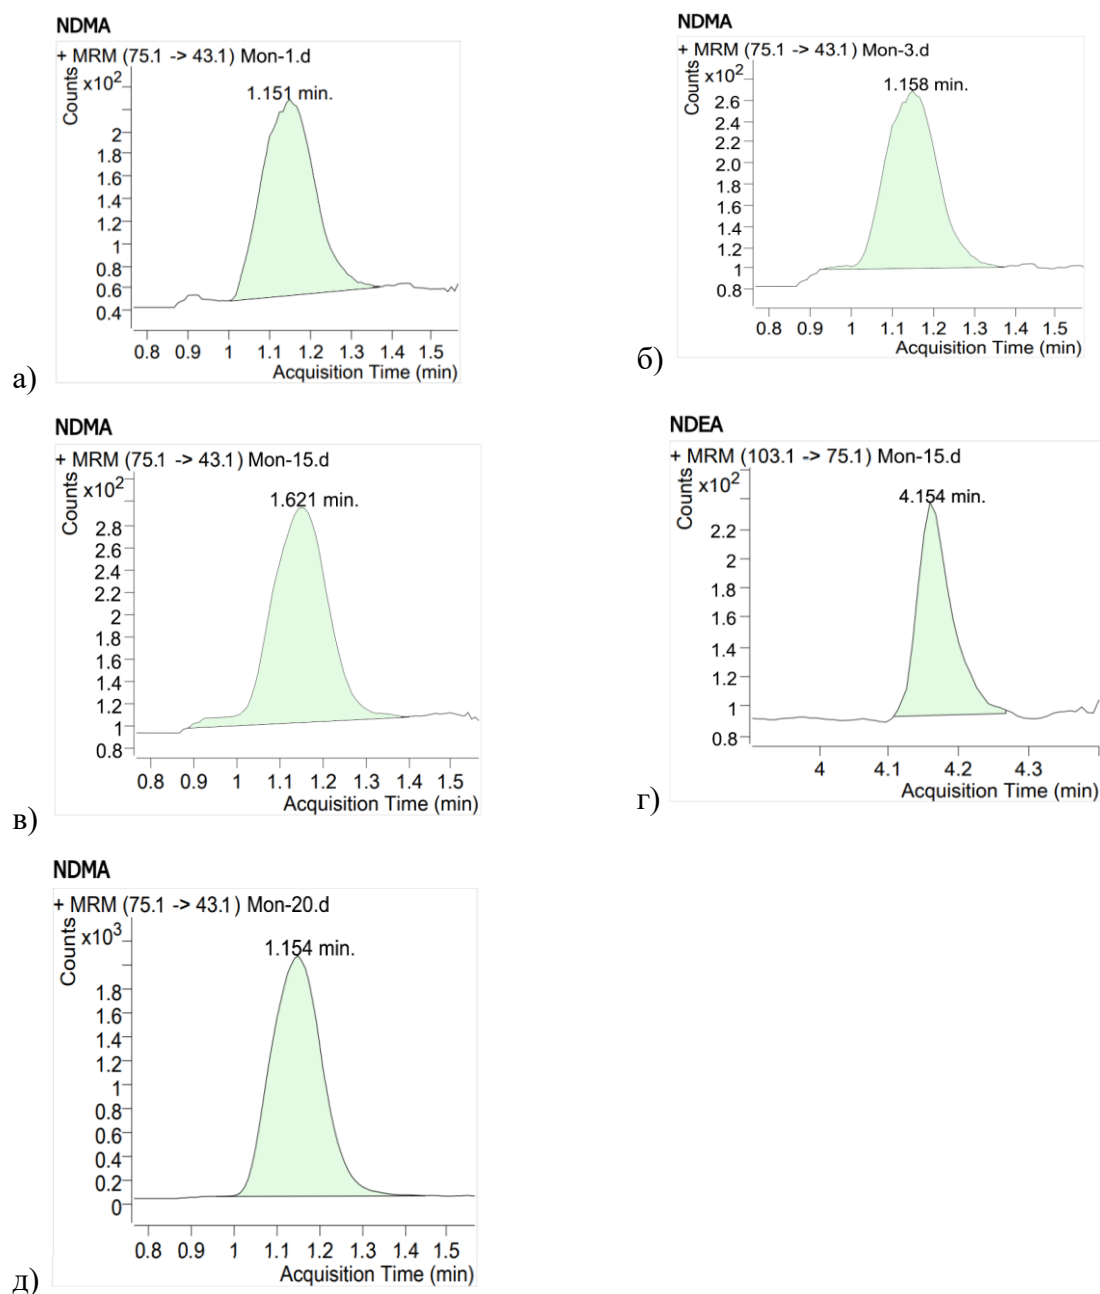 NDMA
+ MRM (75.1 -> 43.1) Mon-1.d
Counts
x10²
1.151 min.
2
1.8
1.6
1.4
1.2
1
0.8
0.6
0.4
0.8 0.9 1 1.1 1.2 1.3 1.4 1.5
Acquisition Time (min)
а)
NDMA
+ MRM (75.1 -> 43.1) Mon-3.d
Counts
x10²
1.158 min.
2.6
2.4
2.2
2.0
1.8
1.6
1.4
1.2
1
0.8
0.8 0.9 1 1.1 1.2 1.3 1.4 1.5
Acquisition Time (min)
б)
NDMA
+ MRM (75.1 -> 43.1) Mon-15.d
Counts
x10²
1.621 min.
2.8
2.6
2.4
2.2
2
1.8
1.6
1.4
1.2
1
0.8
0.8 0.9 1 1.1 1.2 1.3 1.4 1.5
Acquisition Time (min)
в)
NDEA
+ MRM (103.1 -> 75.1) Mon-15.d
Counts
x10²
4.154 min.
2.2
2
1.8
1.6
1.4
1.2
1
0.8
4 4.1 4.2 4.3
Acquisition Time (min)
г)
NDMA
+ MRM (75.1 -> 43.1) Mon-20.d
Counts
x10³
1.154 min.
1.8
1.6
1.4
1.2
1
0.8
0.6
0.4
0.2
0
0.8 0.9 1 1.1 1.2 1.3 1.4 1.5
Acquisition Time (min)
д)